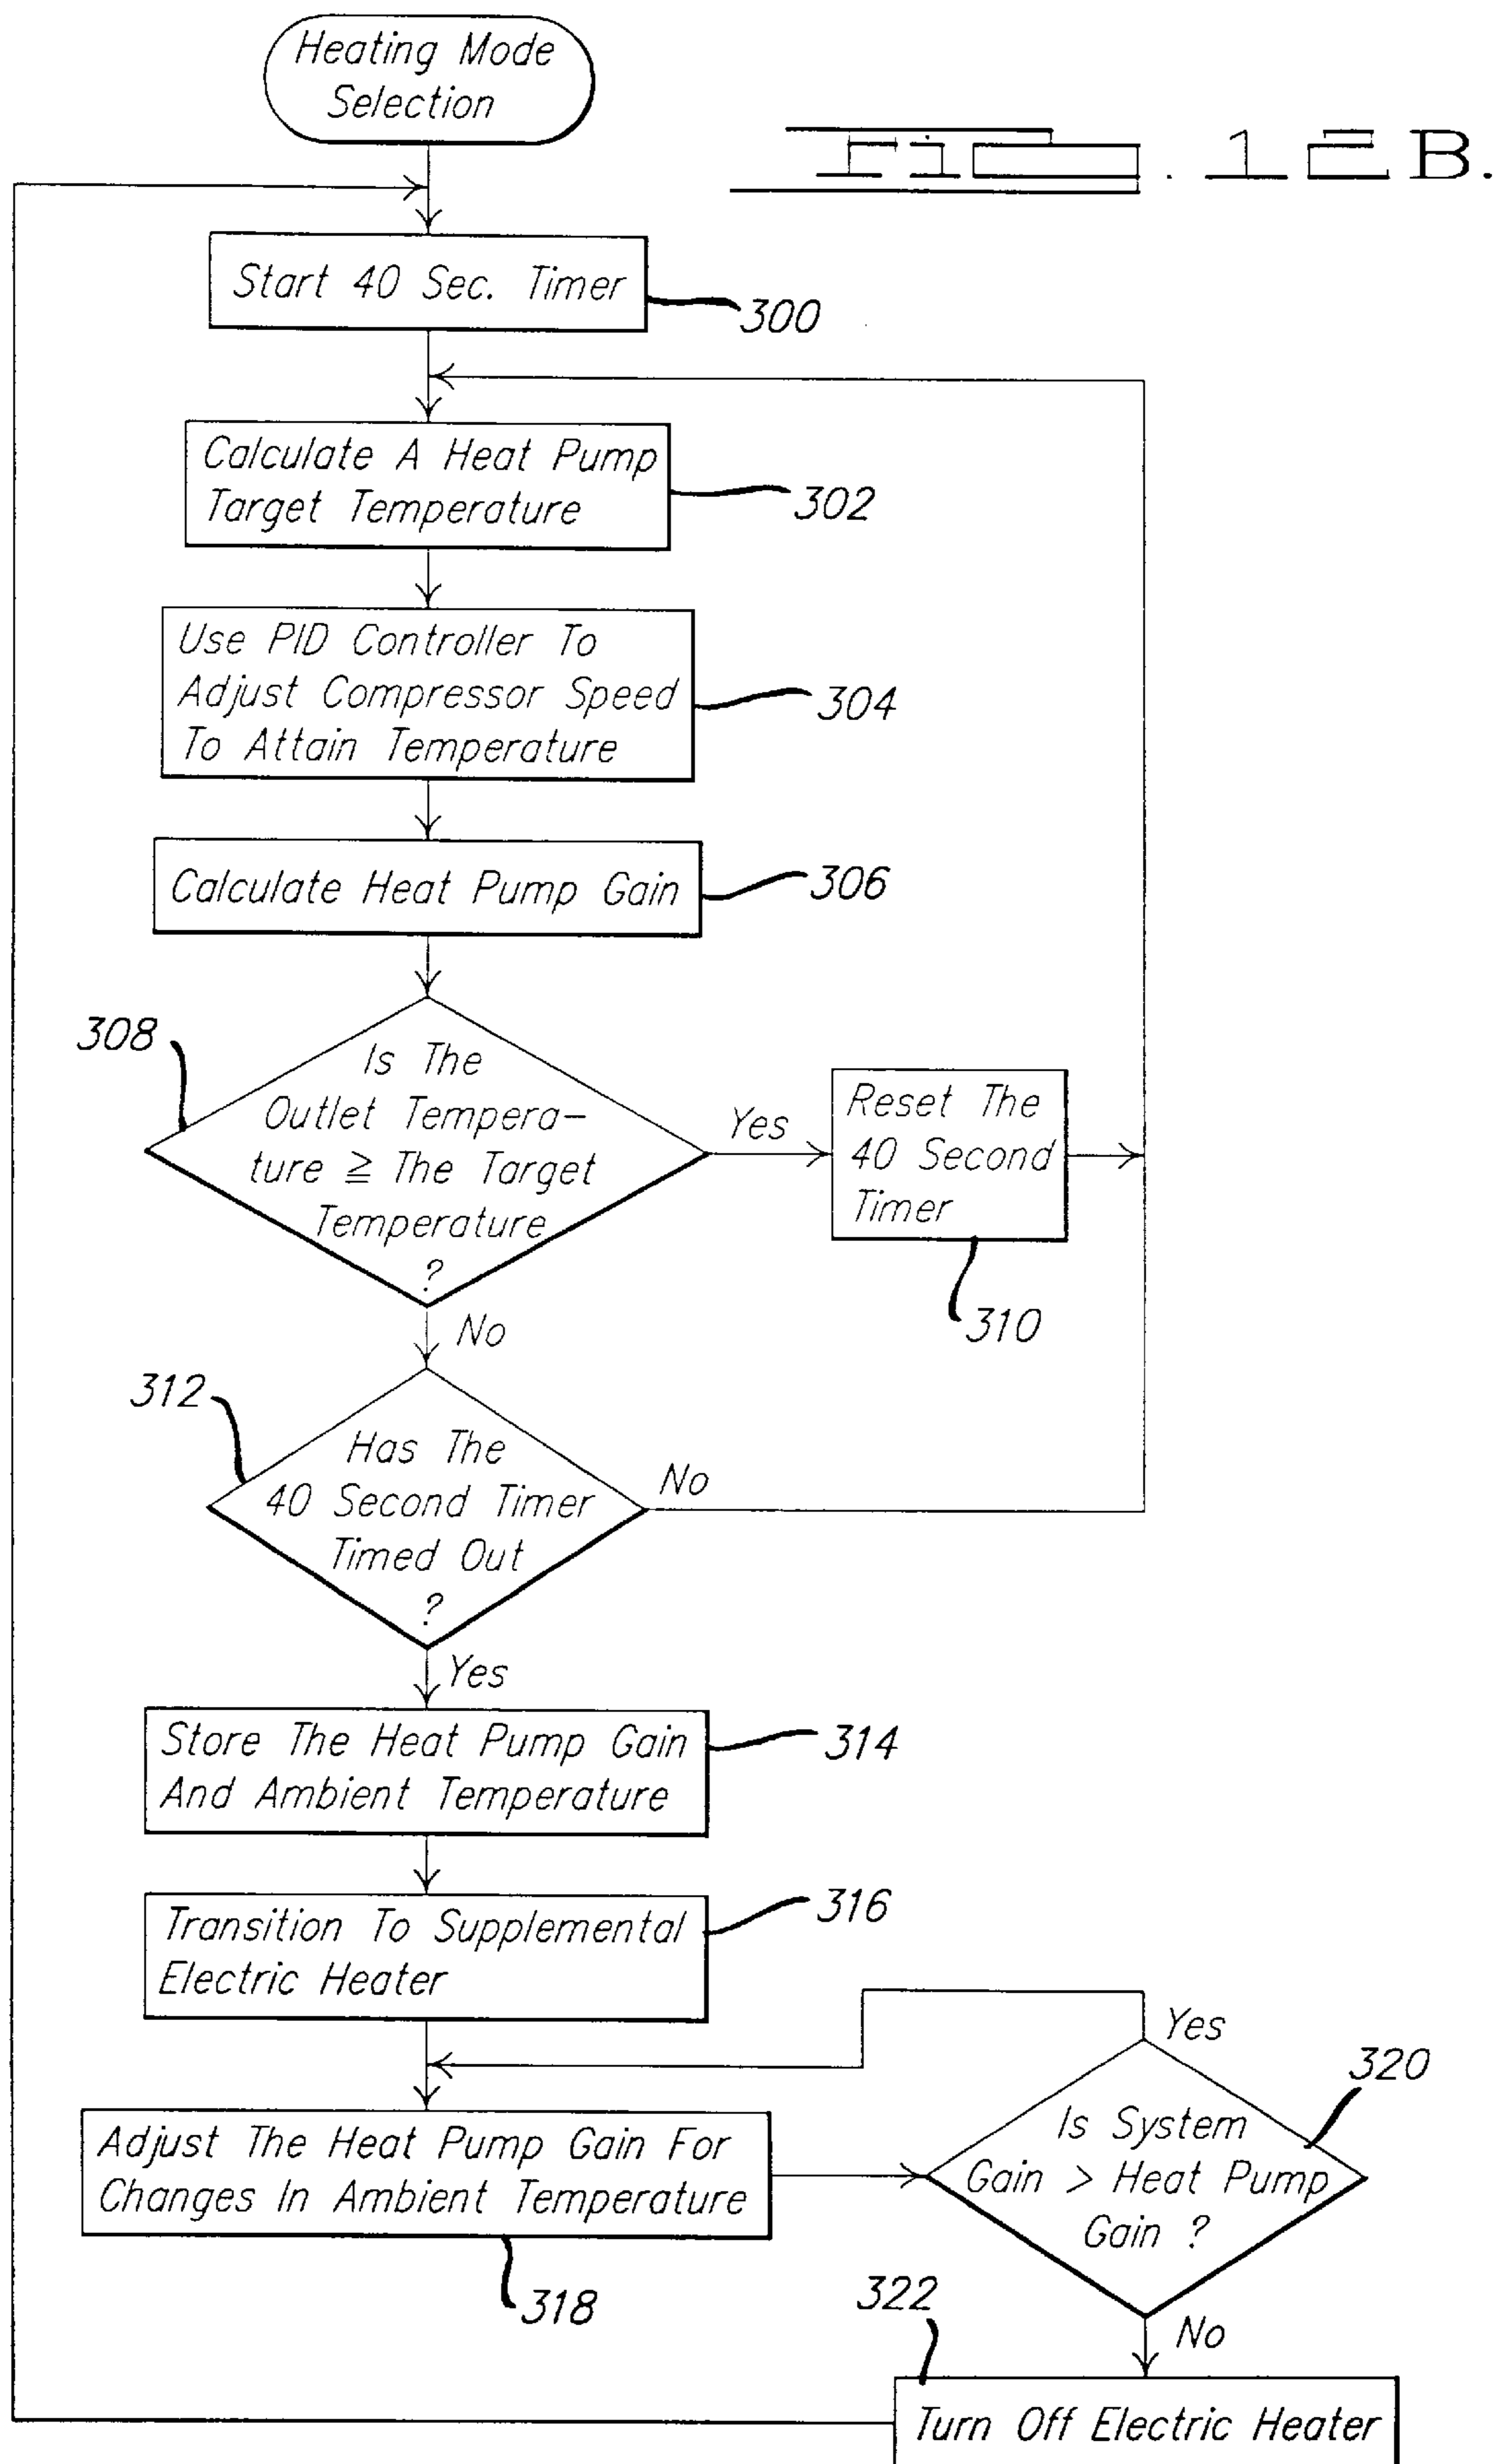 Heating Mode
Selection
Start 40 Sec. Timer
300
Calculate A Heat Pump
Target Temperature
302
Use PID Controller To
Adjust Compressor Speed
To Attain Temperature
304
Calculate Heat Pump Gain
306
308
Is The
Outlet Tempera-
ture ≧ The Target
Temperature
?
Yes
Reset The
40 Second
Timer
310
No
312
Has The
40 Second Timer
Timed Out
?
No
Yes
Store The Heat Pump Gain
And Ambient Temperature
314
Transition To Supplemental
Electric Heater
316
Adjust The Heat Pump Gain For
Changes In Ambient Temperature
318
Yes
320
Is System
Gain > Heat Pump
Gain ?
No
322
Turn Off Electric Heater